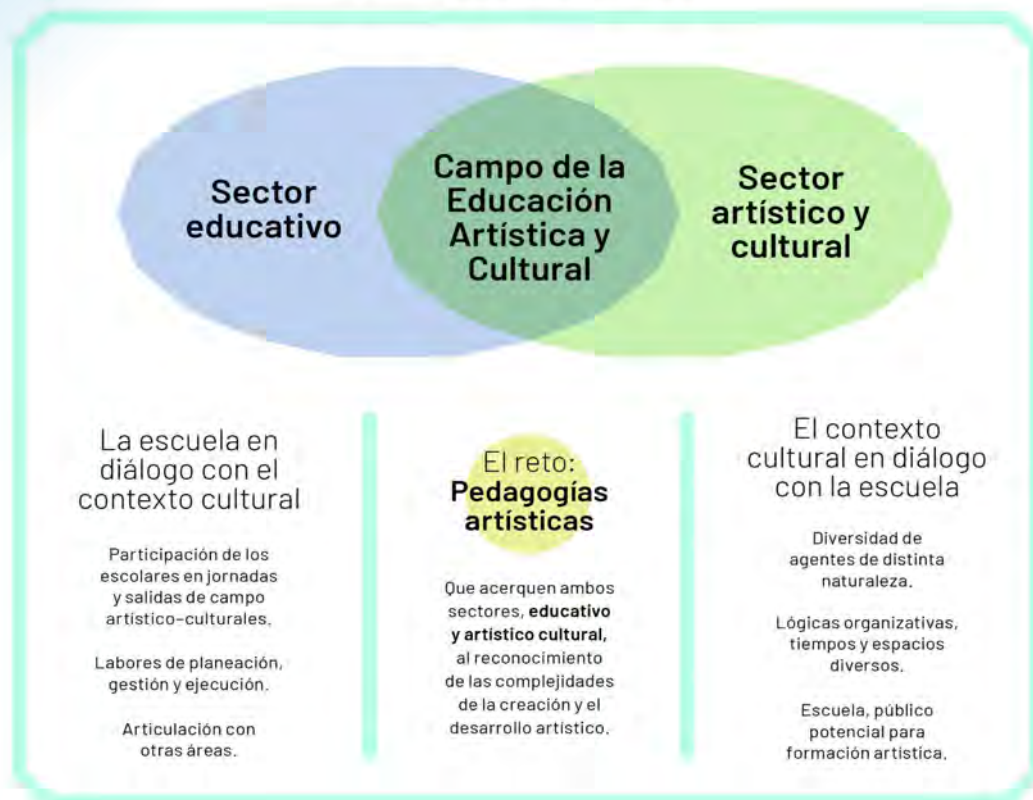 Sector
educativo
Campo de la
Educación
Artística y
Cultural
Sector
artístico y
cultural
La escuela en
diálogo con el
contexto cultural
Participación de los
escolares en jornadas
y salidas de campo
artístico-culturales.
Labores de planeación,
gestión y ejecución.
Articulación con
otras áreas.
El reto:
Pedagogías
artísticas
Que acerquen ambos
sectores, educativo
y artístico cultural,
al reconocimiento
de las complejidades
de la creación y el
desarrollo artístico.
El contexto
cultural en diálogo
con la escuela
Diversidad de
agentes de distinta
naturaleza.
Lógicas organizativas,
tiempos y espacios
diversos.
Escuela, público
potencial para
formación artística.